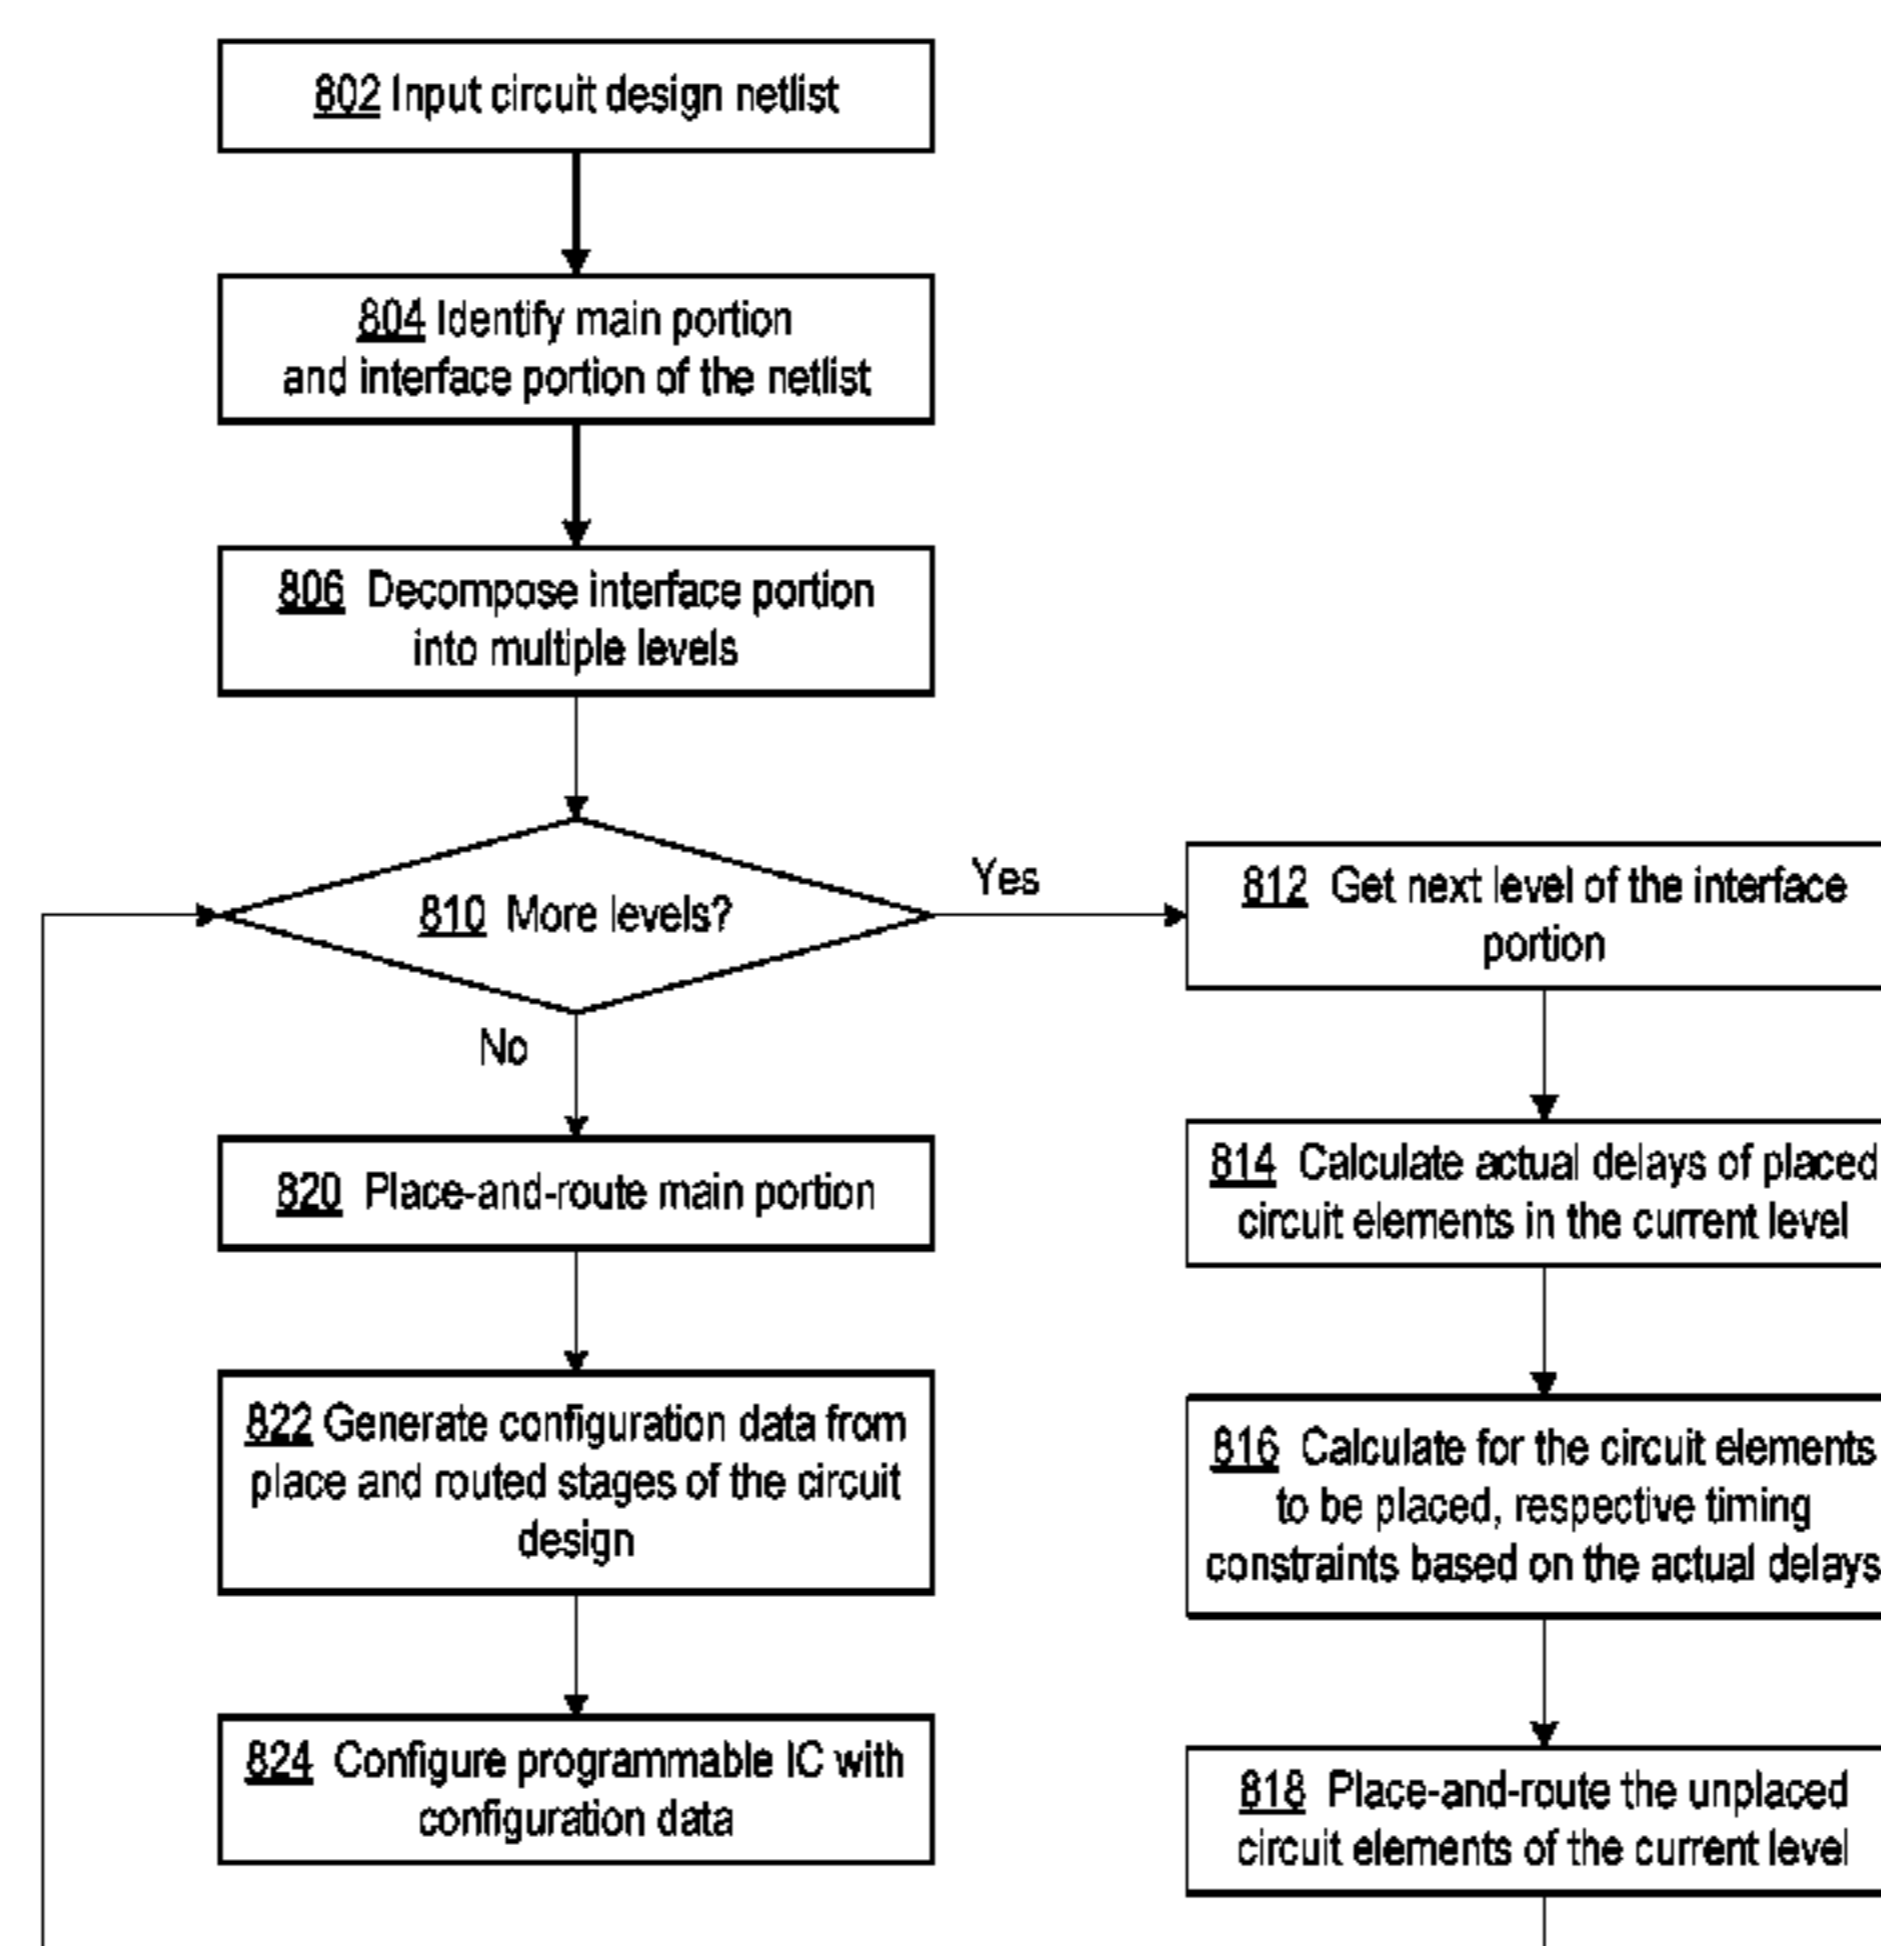 802 Input circuit design netlist
804 Identify main portion
and interface portion of the netlist
806 Decompose interface portion
into multiple levels
810 More levels?
Yes
No
812 Get next level of the interface
portion
814 Calculate actual delays of placed
circuit elements in the current level
816 Calculate for the circuit elements
to be placed, respective timing
constraints based on the actual delays
818 Place-and-route the unplaced
circuit elements of the current level
820 Place-and-route main portion
822 Generate configuration data from
place and routed stages of the circuit
design
824 Configure programmable IC with
configuration data